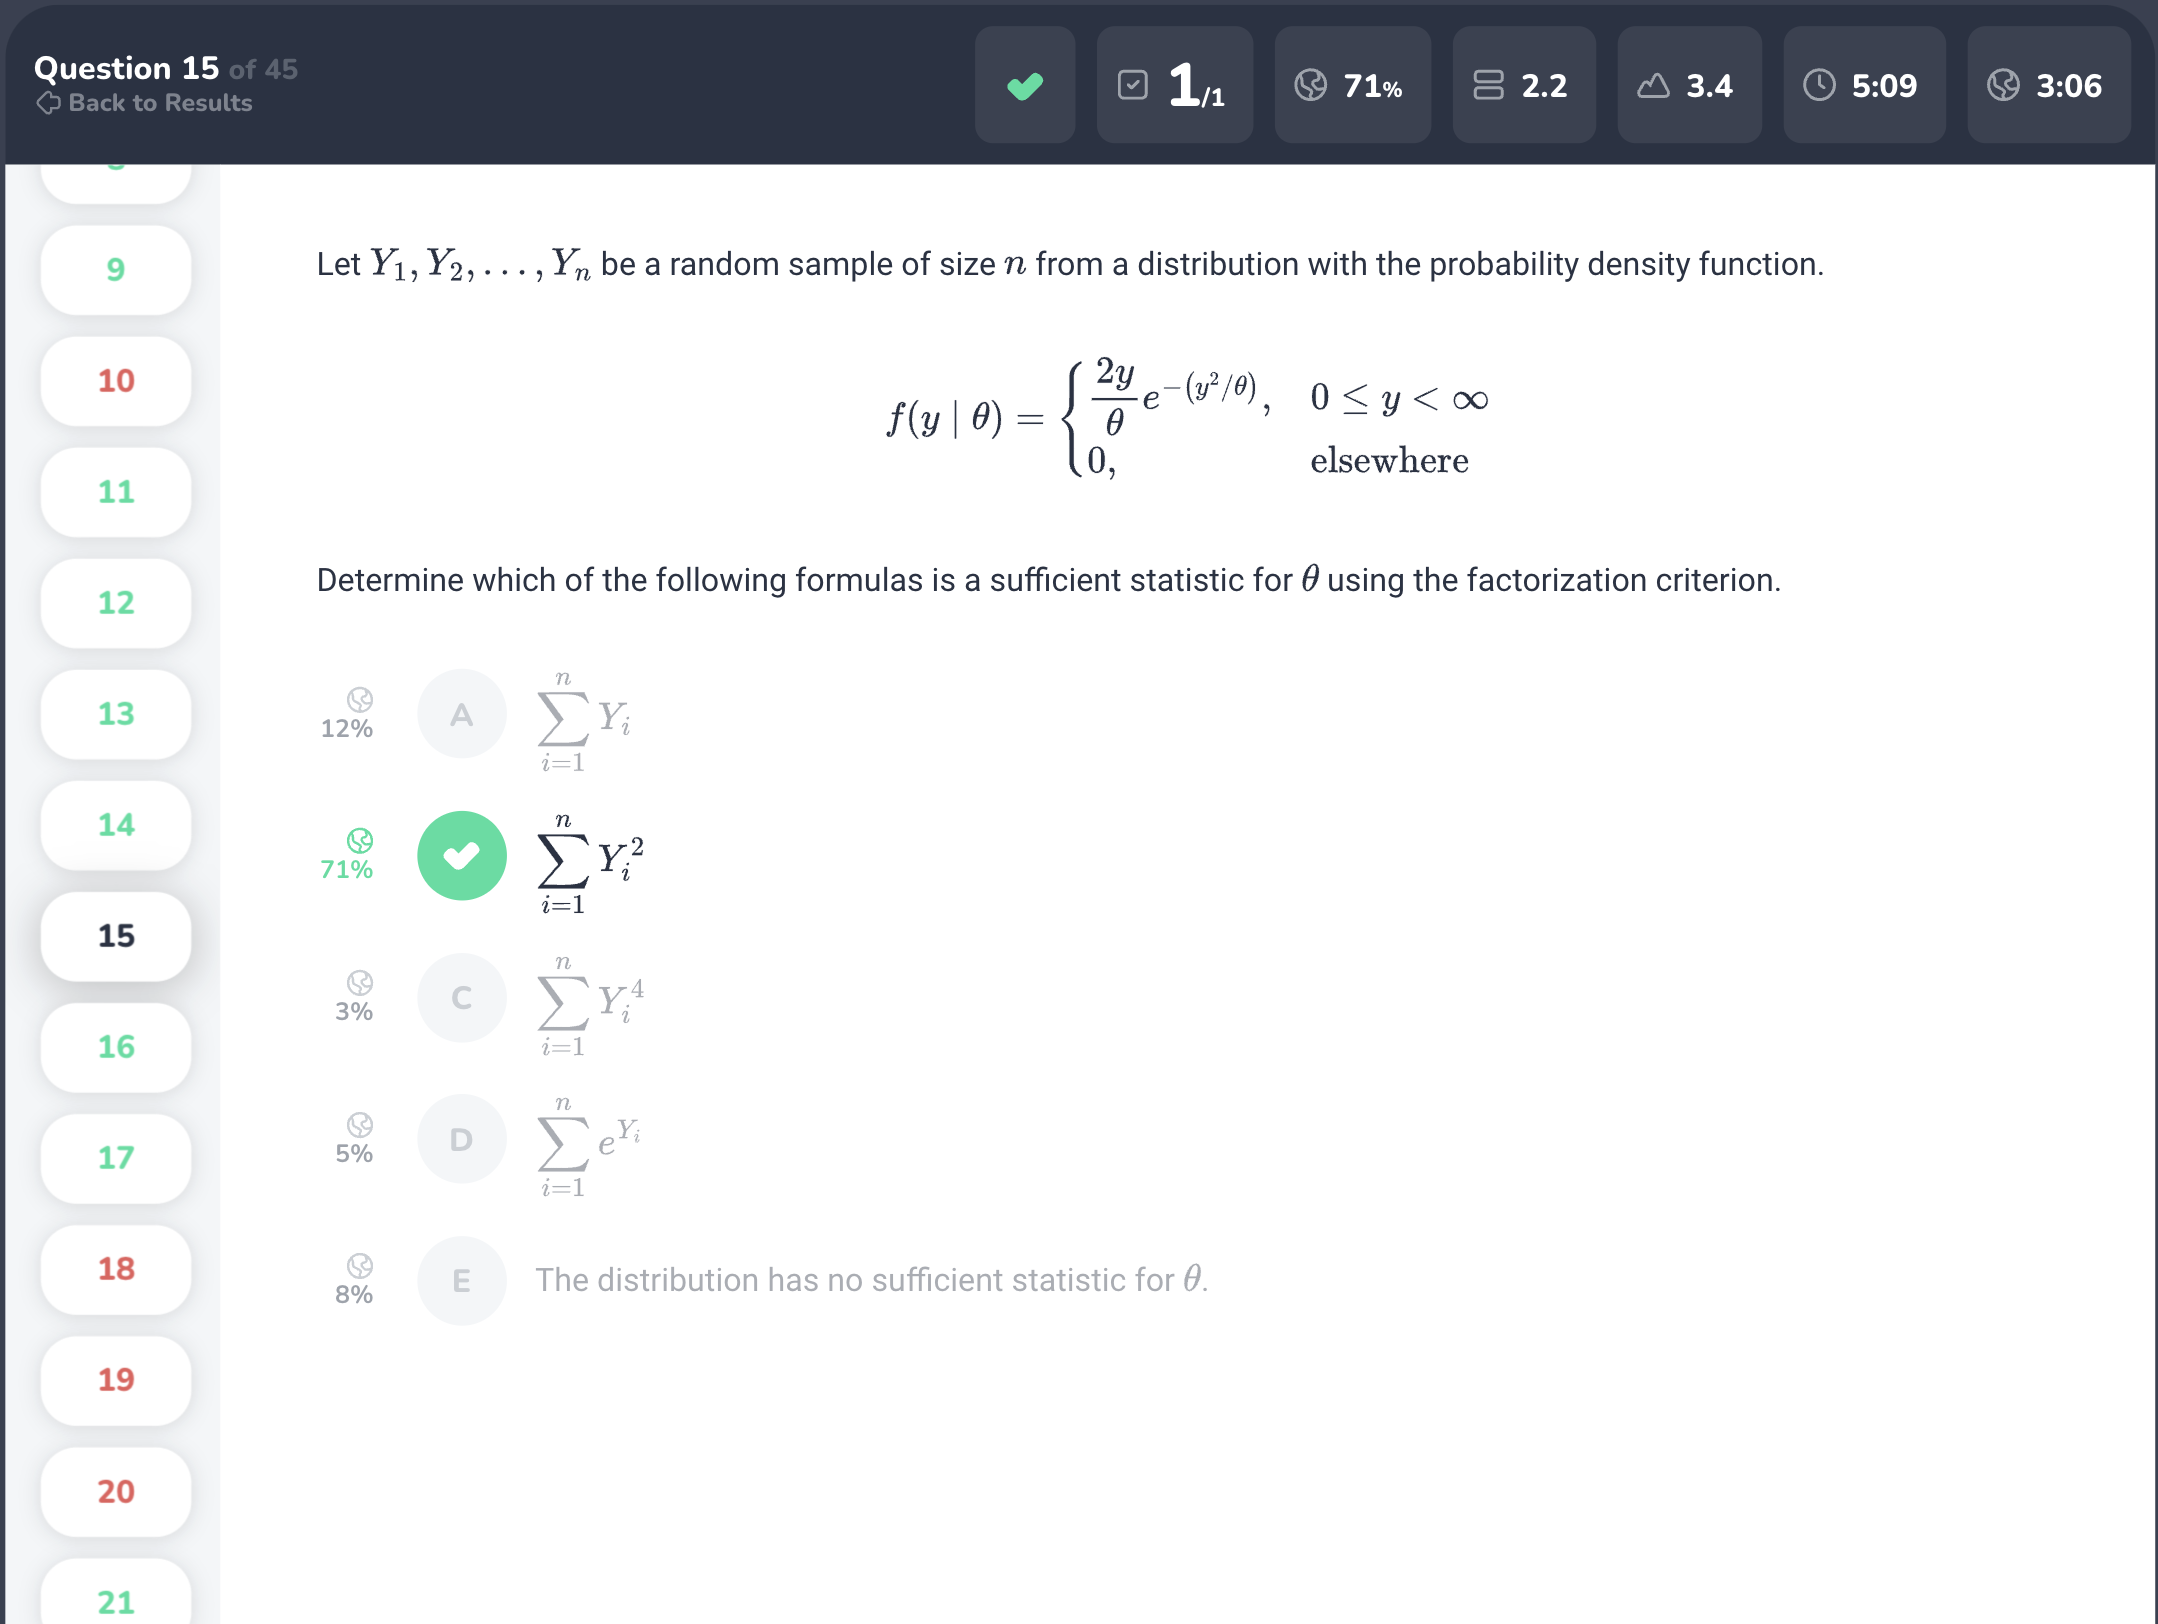 Question 15 of 45
Back to Results
1/1
71%
2.2
3.4
5:09
3:06
9
10
11
12
13
14
15
16
17
18
19
20
21
Let Y₁, Y₂, . . . , Yₙ be a random sample of size n from a distribution with the probability density function.
f(y | θ) = { 2y/θ e^−(y²/θ), 0 ≤ y < ∞
0, elsewhere
Determine which of the following formulas is a sufficient statistic for θ using the factorization criterion.
12% A ∑_{i=1}^{n} Y_i
71% ∑_{i=1}^{n} Y_i^2
3% C ∑_{i=1}^{n} Y_i^4
5% D ∑_{i=1}^{n} e^{Y_i}
8% E The distribution has no sufficient statistic for θ.